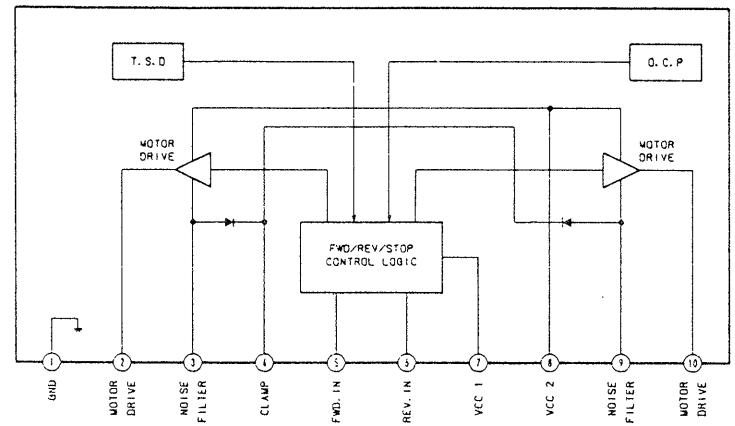 T.S.D
O.C.P
MOTOR
DRIVE
MOTOR
DRIVE
FWD/REV/STOP
CONTROL LOGIC
1
2
3
4
5
6
7
8
9
10
GND
MOTOR
DRIVE
NOISE
FILTER
CLAMP
FWD.IN
REV.IN
VCC 1
VCC 2
NOISE
FILTER
MOTOR
DRIVE